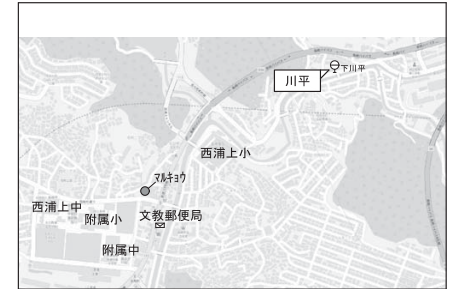 下川平
川平
西浦上小
マルキョウ
西浦上中
附属小
文教郵便局
附属中